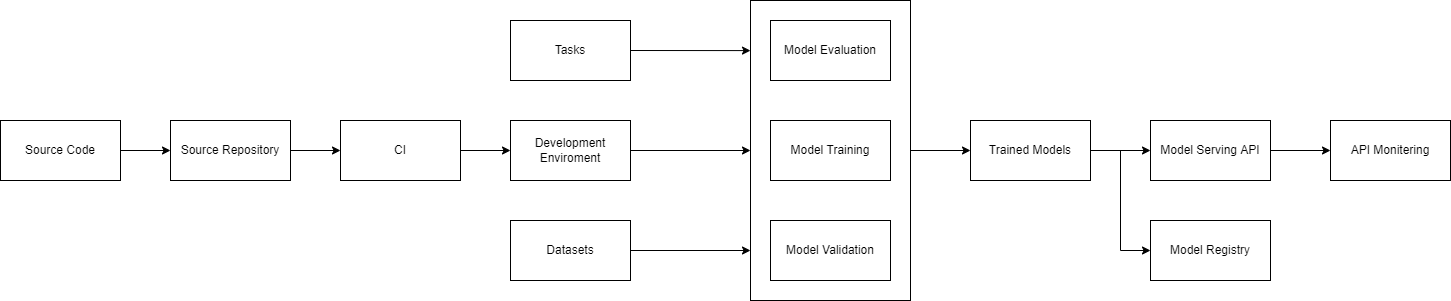 Tasks
Model Evaluation
Source Code
Source Repository
CI
Development
Enviroment
Model Training
Trained Models
Model Serving API
API Monitering
Datasets
Model Validation
Model Registry